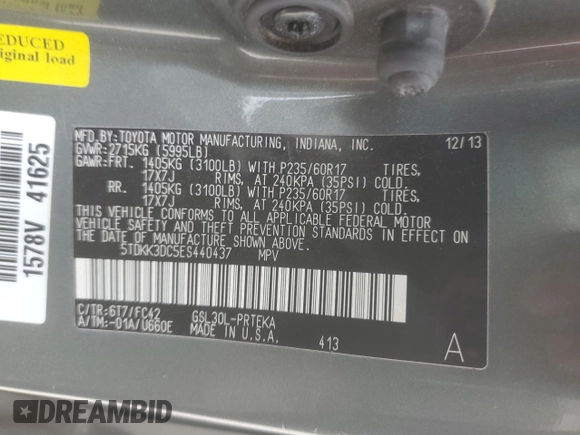 EDUCED
iginal load
1578V 41625
MFD.BY:TOYOTA MOTOR MANUFACTURING, INDIANA, INC. 12/13
GVWR:2715KG (5995LB)
GAWR:FRT. 1405KG (3100LB) WITH P235/60R17 TIRES,
17X7J RIMS, AT 240KPA (35PSI) COLD.
RR. 1405KG (3100LB) WITH P235/60R17 TIRES,
17X7J RIMS, AT 240KPA (35PSI) COLD.
THIS VEHICLE CONFORMS TO ALL APPLICABLE FEDERAL MOTOR
VEHICLE SAFETY AND THEFT PREVENTION STANDARDS IN EFFECT
ON THE DATE OF MANUFACTURE SHOWN ABOVE.
5TDKK3DC5ES440437 MPV
C/TR:6T7/FC42 GSL30L-PRTEKA
A/TM:-01A/U660E MADE IN U.S.A.
413
A
DREAMBID